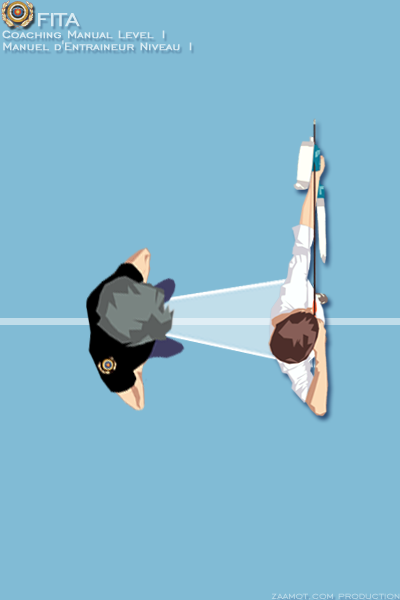 FITA
Coaching Manual Level 1
Manuel d'Entraineur Niveau 1
ZAAMOT.COM PRODUCTION